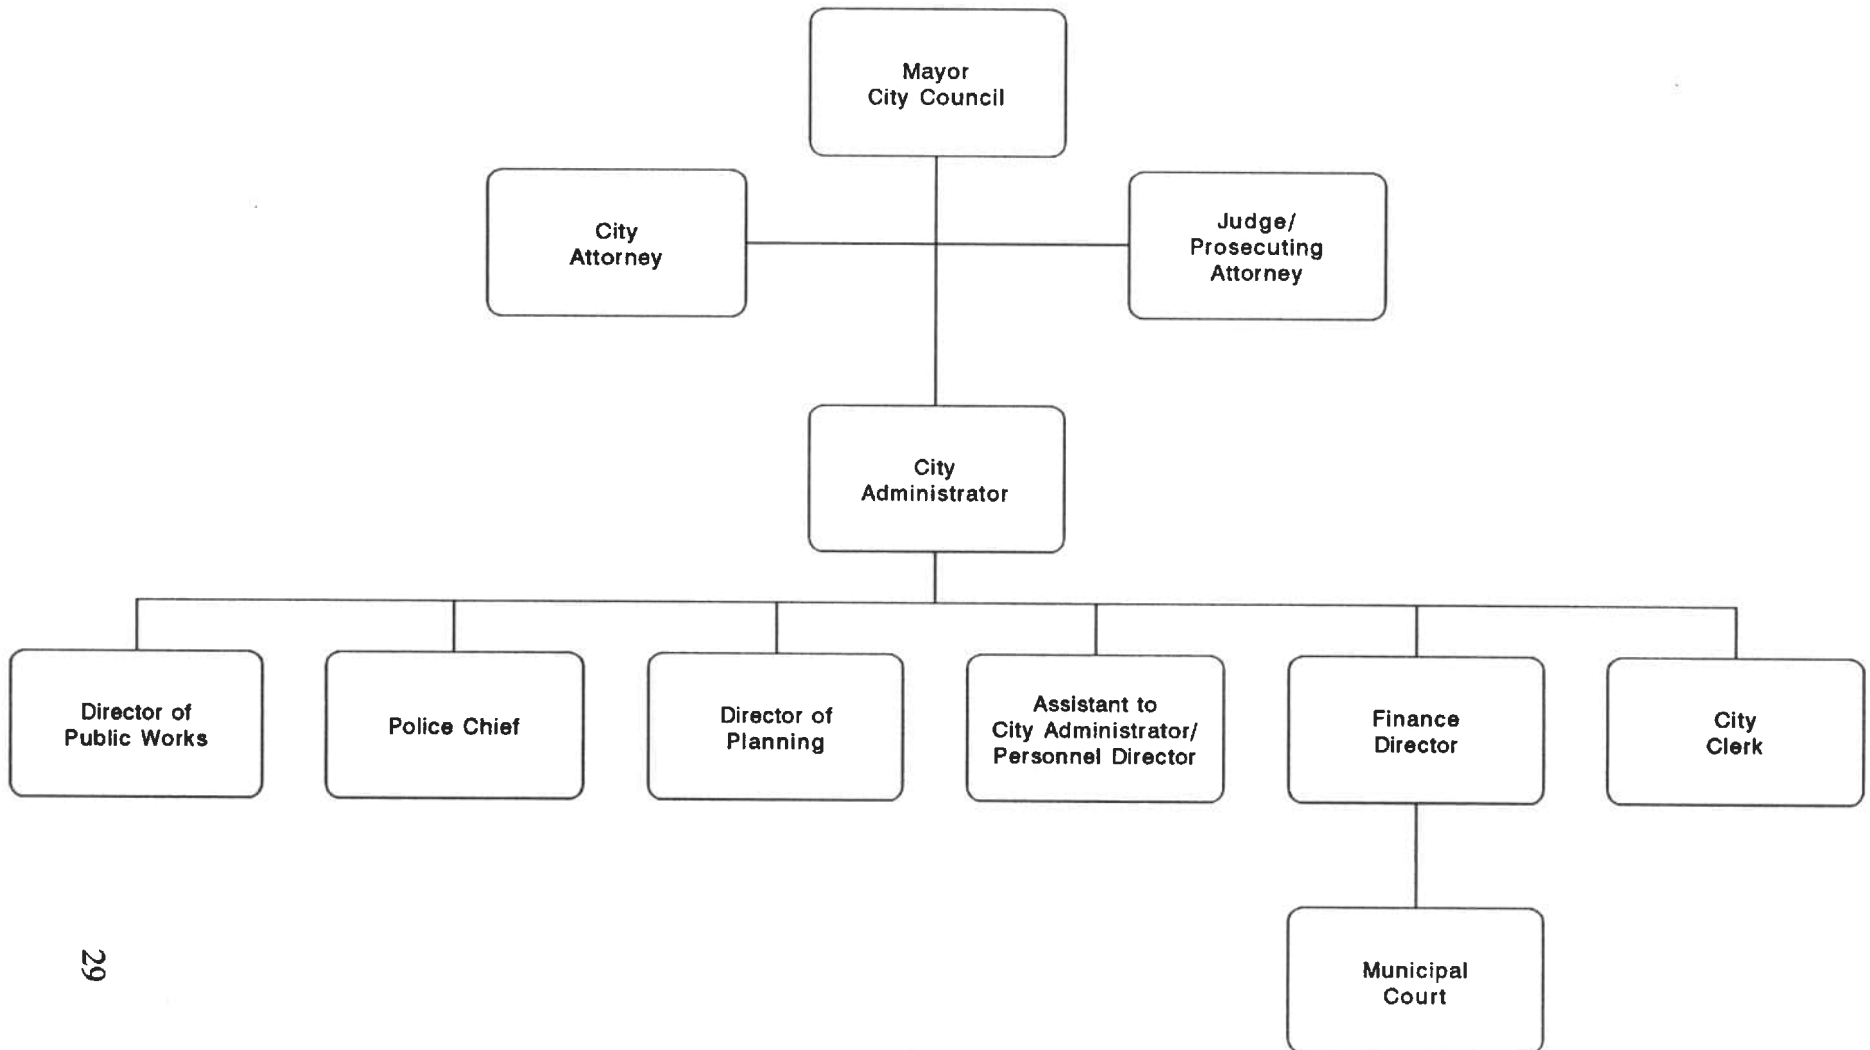 Mayor
City Council
City
Attorney
Judge/
Prosecuting
Attorney
City
Administrator
Director of
Public Works
Police Chief
Director of
Planning
Assistant to
City Administrator/
Personnel Director
Finance
Director
City
Clerk
Municipal
Court
29